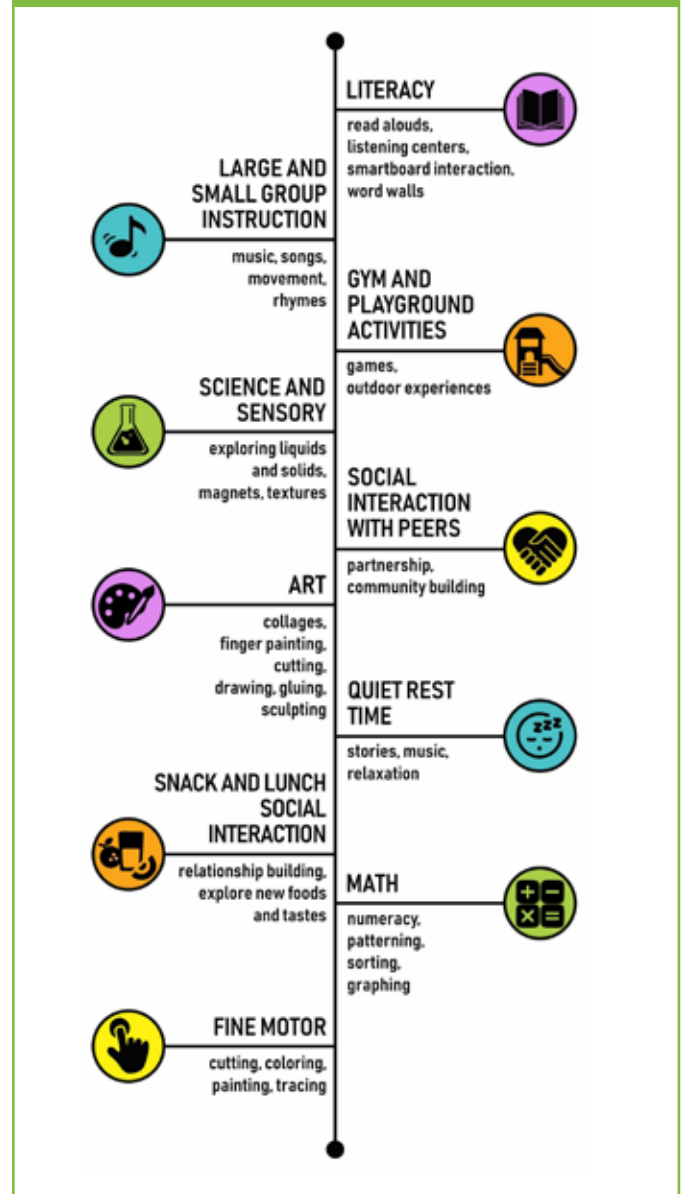 LITERACY
read alouds,
listening centers,
smartboard interaction,
word walls
LARGE AND
SMALL GROUP
INSTRUCTION
music, songs,
movement,
rhymes
GYM AND
PLAYGROUND
ACTIVITIES
games,
outdoor experiences
SCIENCE AND
SENSORY
exploring liquids
and solids,
magnets, textures
SOCIAL
INTERACTION
WITH PEERS
partnership,
community building
ART
collages,
finger painting,
cutting,
drawing, gluing,
sculpting
QUIET REST
TIME
zzz
stories, music,
relaxation
SNACK AND LUNCH
SOCIAL
INTERACTION
relationship building,
explore new foods
and tastes
MATH
numeracy,
patterning,
sorting,
graphing
FINE MOTOR
cutting, coloring,
painting, tracing